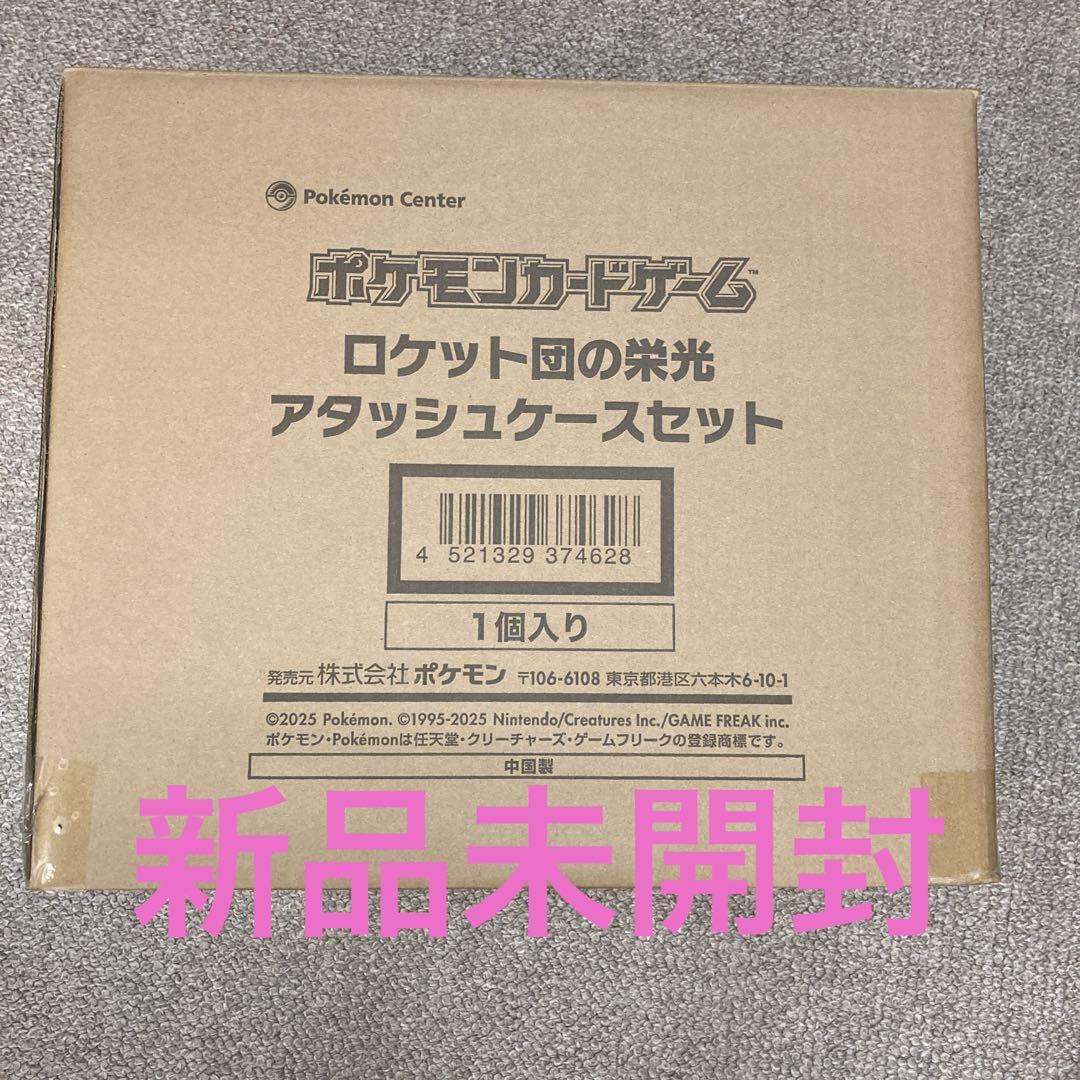 Pokémon Center
ポケモンカードゲーム™
ロケット団の栄光
アタッシュケースセット
4 521329 374628
1個入り
発売元 株式会社 ポケモン 〒106-6108 東京都港区六本木6-10-1
©2025 Pokémon. ©1995-2025 Nintendo/Creatures Inc./GAME FREAK inc.
ポケモン・Pokémonは任天堂・クリーチャーズ・ゲームフリークの登録商標です。
中国製
新品未開封